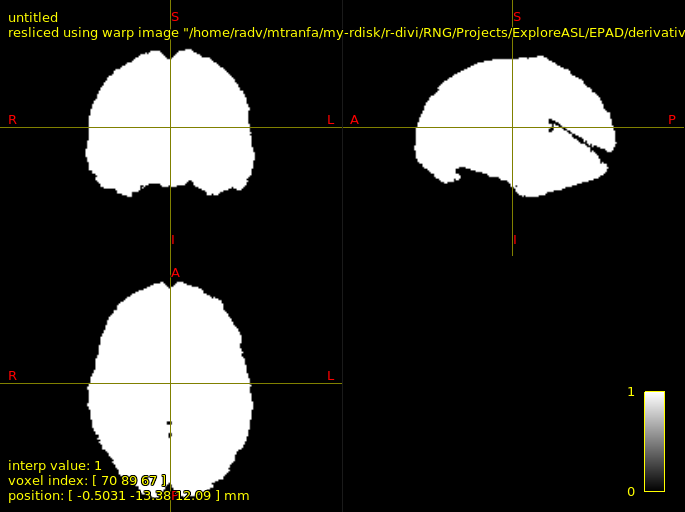 untitled
resliced using warp image "/home/radv/mtranfa/my-rdisk/r-divi/RNG/Projects/ExploreASL/EPAD/derivativ
S
S
R
L
A
P
I
I
A
R
L
1
interp value: 1
voxel index: [ 70 89 67 ]
0
position: [ -0.5031 -13.38 12.09 ] mm